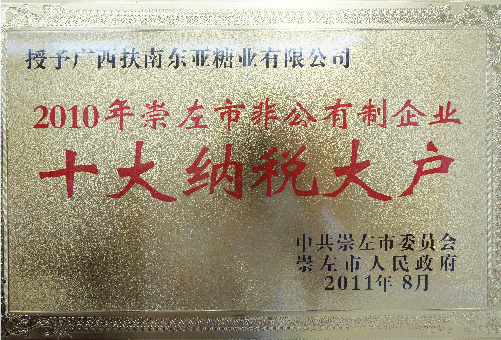 授予广西扶南东亚糖业有限公司
2010年崇左市非公有制企业
十大纳税大户
中共崇左市委员会
崇左市人民政府
2011年8月